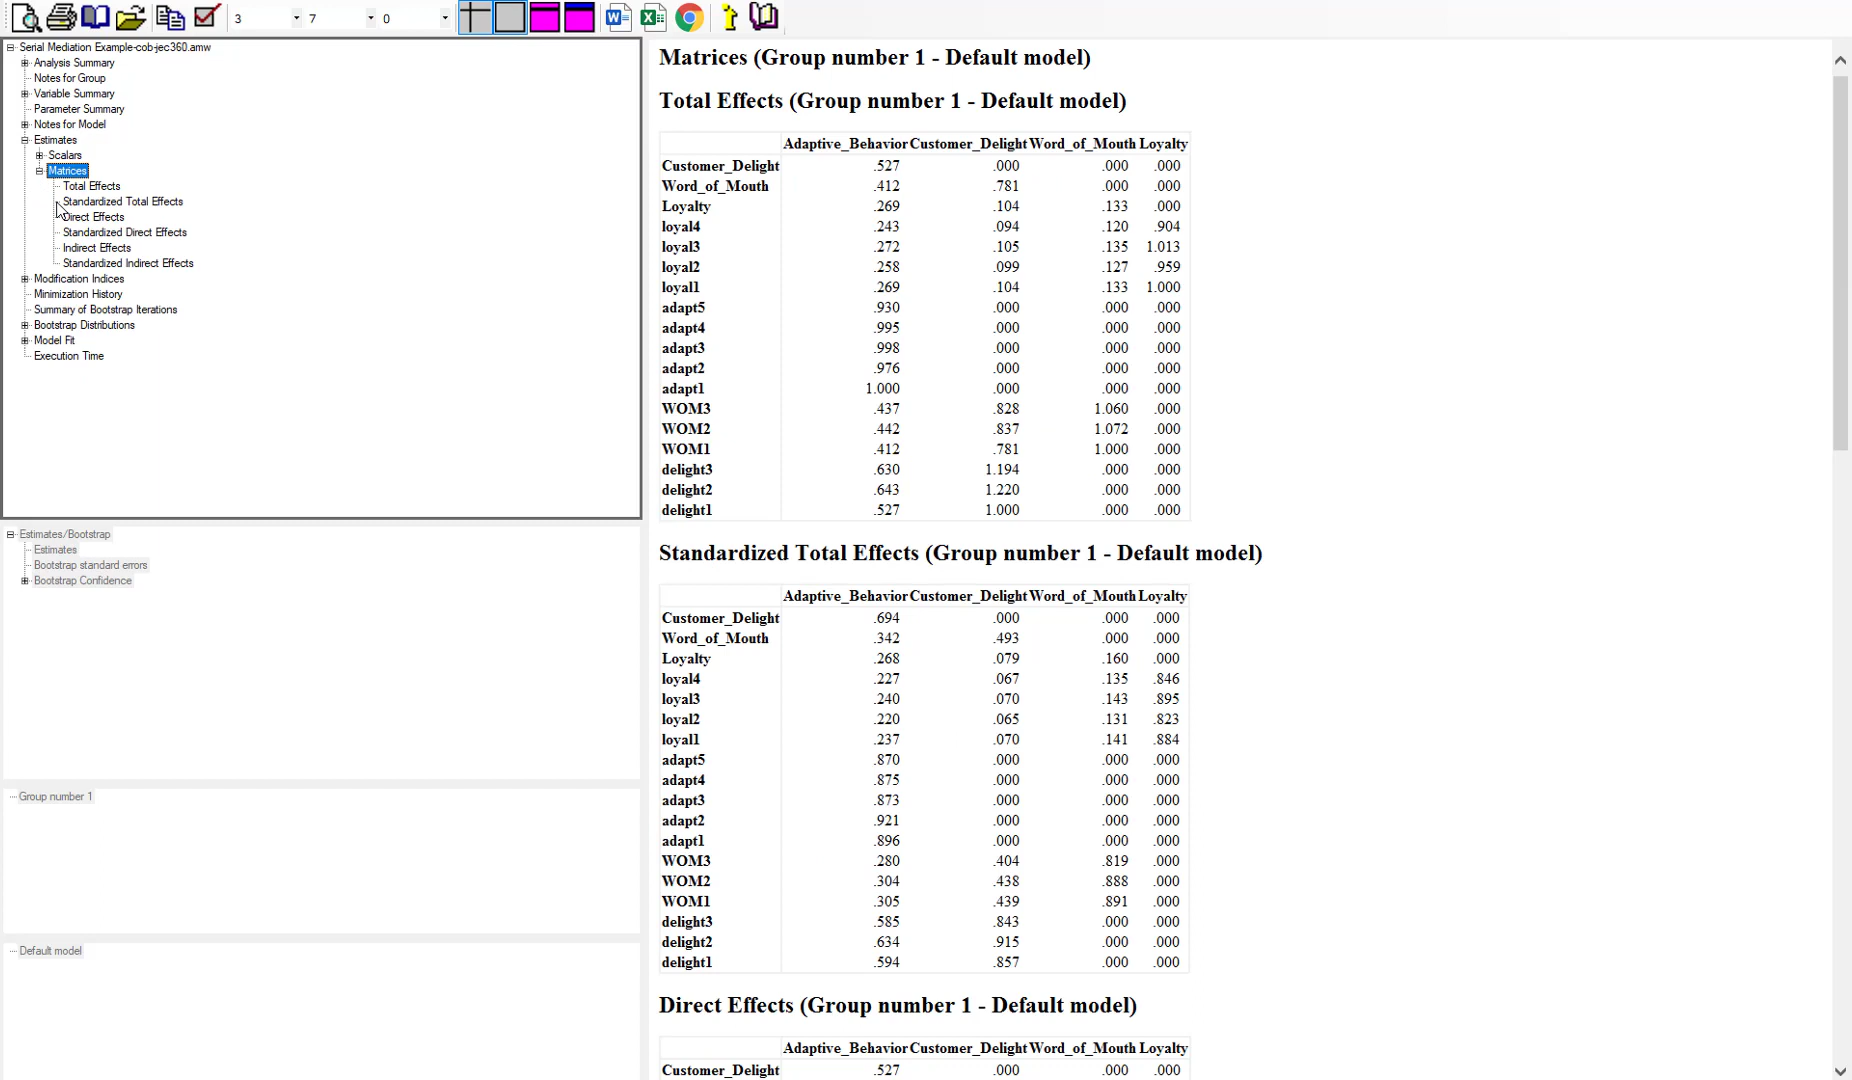 3 7 0
Serial Mediation Example-cob-jec360.amw
Analysis Summary
Notes for Group
Variable Summary
Parameter Summary
Notes for Model
Estimates
Scalars
Matrices
Total Effects
Standardized Total Effects
Direct Effects
Standardized Direct Effects
Indirect Effects
Standardized Indirect Effects
Modification Indices
Minimization History
Summary of Bootstrap Iterations
Bootstrap Distributions
Model Fit
Execution Time
Estimates/Bootstrap
Estimates
Bootstrap standard errors
Bootstrap Confidence
Group number 1
Default model
Matrices (Group number 1 - Default model)
Total Effects (Group number 1 - Default model)
Adaptive_Behavior Customer_Delight Word_of_Mouth Loyalty
Customer_Delight .527 .000 .000 .000
Word_of_Mouth .412 .781 .000 .000
Loyalty .269 .104 .133 .000
loyal4 .243 .094 .120 .904
loyal3 .272 .105 .135 1.013
loyal2 .258 .099 .127 .959
loyal1 .269 .104 .133 1.000
adapt5 .930 .000 .000 .000
adapt4 .995 .000 .000 .000
adapt3 .998 .000 .000 .000
adapt2 .976 .000 .000 .000
adapt1 1.000 .000 .000 .000
WOM3 .437 .828 1.060 .000
WOM2 .442 .837 1.072 .000
WOM1 .412 .781 1.000 .000
delight3 .630 1.194 .000 .000
delight2 .643 1.220 .000 .000
delight1 .527 1.000 .000 .000
Standardized Total Effects (Group number 1 - Default model)
Adaptive_Behavior Customer_Delight Word_of_Mouth Loyalty
Customer_Delight .694 .000 .000 .000
Word_of_Mouth .342 .493 .000 .000
Loyalty .268 .079 .160 .000
loyal4 .227 .067 .135 .846
loyal3 .240 .070 .143 .895
loyal2 .220 .065 .131 .823
loyal1 .237 .070 .141 .884
adapt5 .870 .000 .000 .000
adapt4 .875 .000 .000 .000
adapt3 .873 .000 .000 .000
adapt2 .921 .000 .000 .000
adapt1 .896 .000 .000 .000
WOM3 .280 .404 .819 .000
WOM2 .304 .438 .888 .000
WOM1 .305 .439 .891 .000
delight3 .585 .843 .000 .000
delight2 .634 .915 .000 .000
delight1 .594 .857 .000 .000
Direct Effects (Group number 1 - Default model)
Adaptive_Behavior Customer_Delight Word_of_Mouth Loyalty
Customer_Delight .527 .000 .000 .000